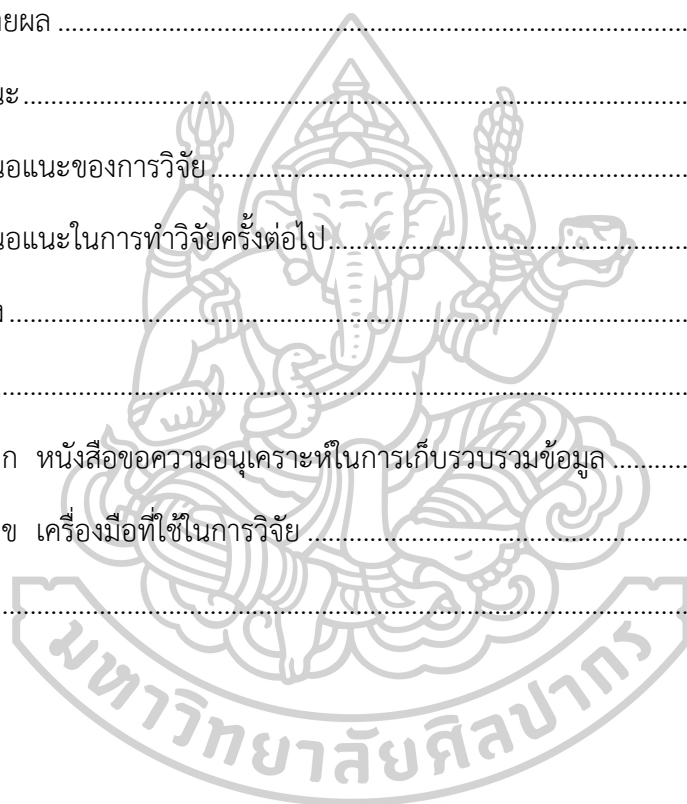 ยผล ........................................................................
นะ ........................................................................
นอแนะของการวิจัย ........................................................................
นอแนะในการทำวิจัยครั้งต่อไป ........................................................................
........................................................................
........................................................................
ก หนังสือขอความอนุเคราะห์ในการเก็บรวบรวมข้อมูล ............
ข เครื่องมือที่ใช้ในการวิจัย ........................................................................
........................................................................
มหาวิทยาลัยศิลปากร